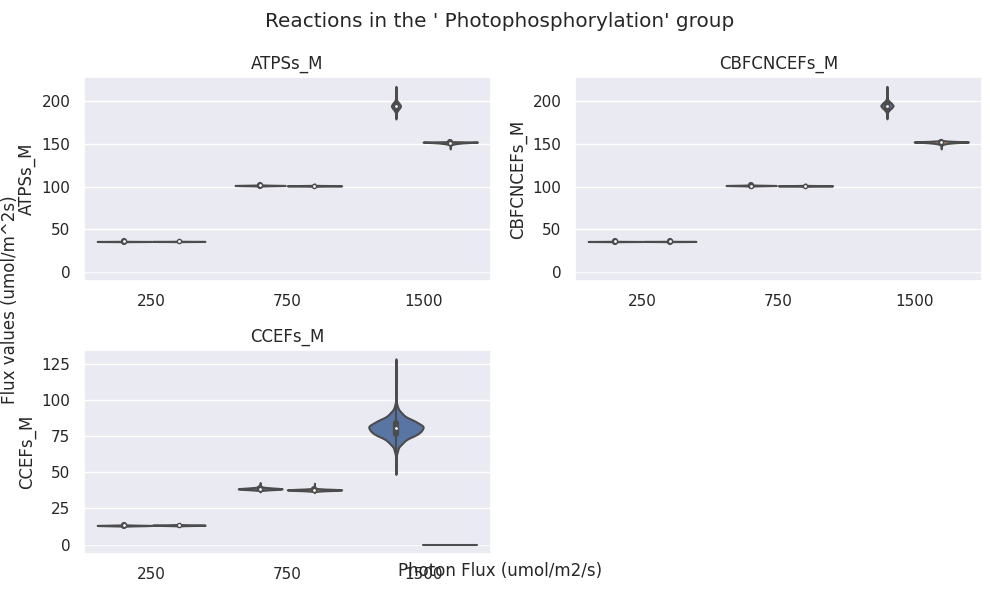 Reactions in the ' Photophosphorylation' group
ATPSs_M
200
150
100
50
0
ATPSs_M
250 750 1500
CBFCNCEFs_M
200
150
100
50
0
CBFCNCEFs_M
250 750 1500
Flux values (umol/m^2s)
CCEFs_M
125
100
75
50
25
0
CCEFs_M
250 750 1500
Photon Flux (umol/m2/s)